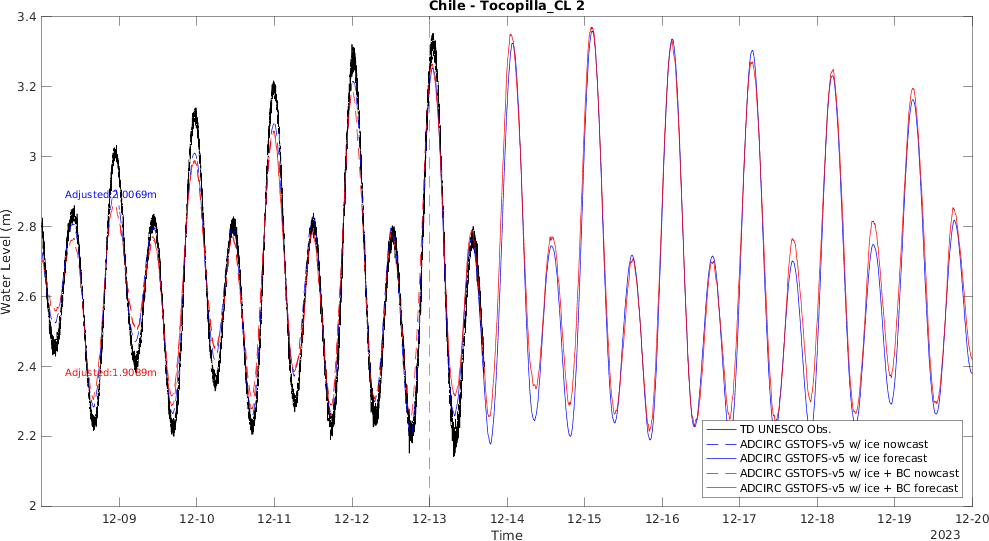 Chile - Tocopilla_CL 2
3.4
3.2
3
2.8
2.6
2.4
2.2
2
Water Level (m)
Adjusted:2.0069m
Adjusted:1.9089m
TD UNESCO Obs.
ADCIRC GSTOFS-v5 w/ ice nowcast
ADCIRC GSTOFS-v5 w/ ice forecast
ADCIRC GSTOFS-v5 w/ ice + BC nowcast
ADCIRC GSTOFS-v5 w/ ice + BC forecast
12-09 12-10 12-11 12-12 12-13 12-14 12-15 12-16 12-17 12-18 12-19 12-20
Time
2023